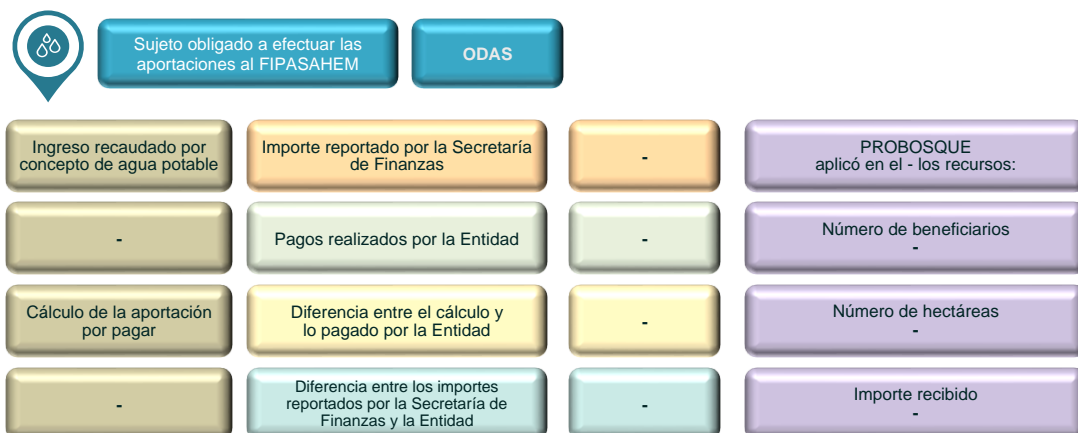 Sujeto obligado a efectuar las
aportaciones al FIPASAHEM
ODAS
Ingreso recaudado por
concepto de agua potable
Importe reportado por la Secretaría
de Finanzas
-
PROBOSQUE
aplicó en el - los recursos:
-
Pagos realizados por la Entidad
-
Número de beneficiarios
-
Cálculo de la aportación
por pagar
Diferencia entre el cálculo y
lo pagado por la Entidad
-
Número de hectáreas
-
-
Diferencia entre los importes
reportados por la Secretaría de
Finanzas y la Entidad
-
Importe recibido
-